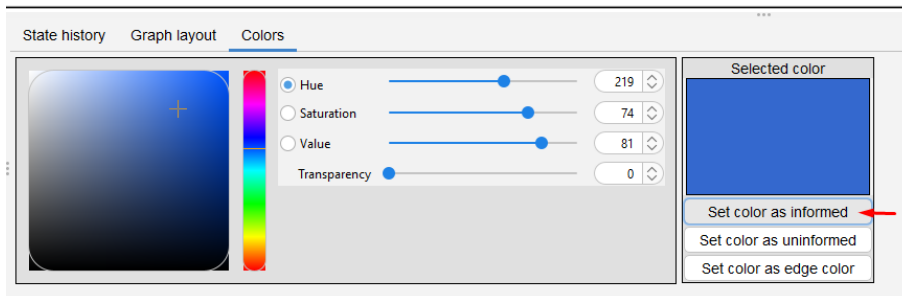 State history Graph layout Colors
Hue 219
Saturation 74
Value 81
Transparency 0
Selected color
Set color as informed
Set color as uninformed
Set color as edge color